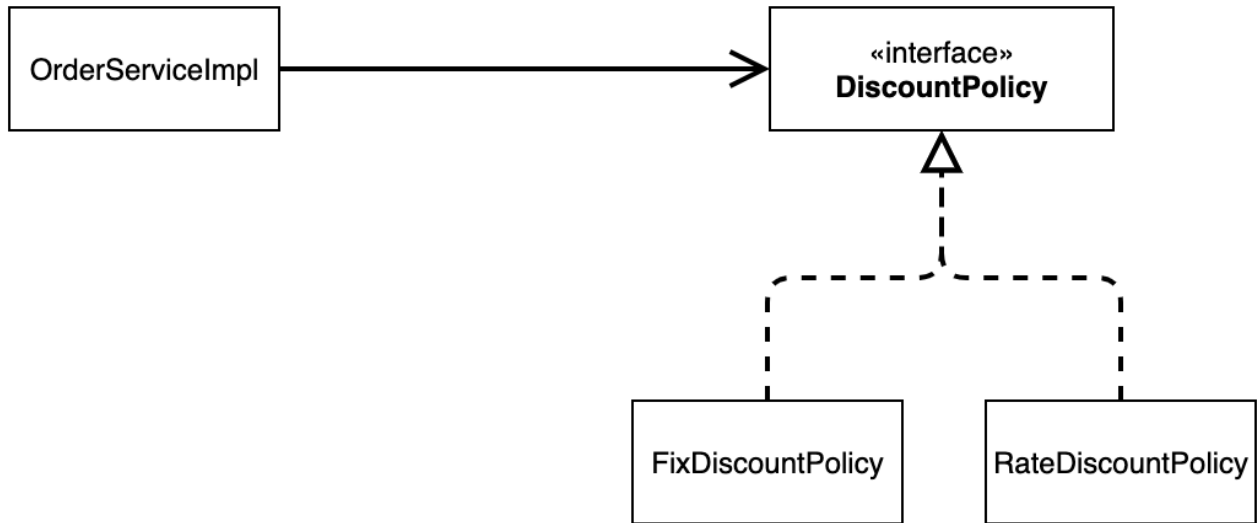 OrderServiceImpl
«interface»
DiscountPolicy
FixDiscountPolicy
RateDiscountPolicy